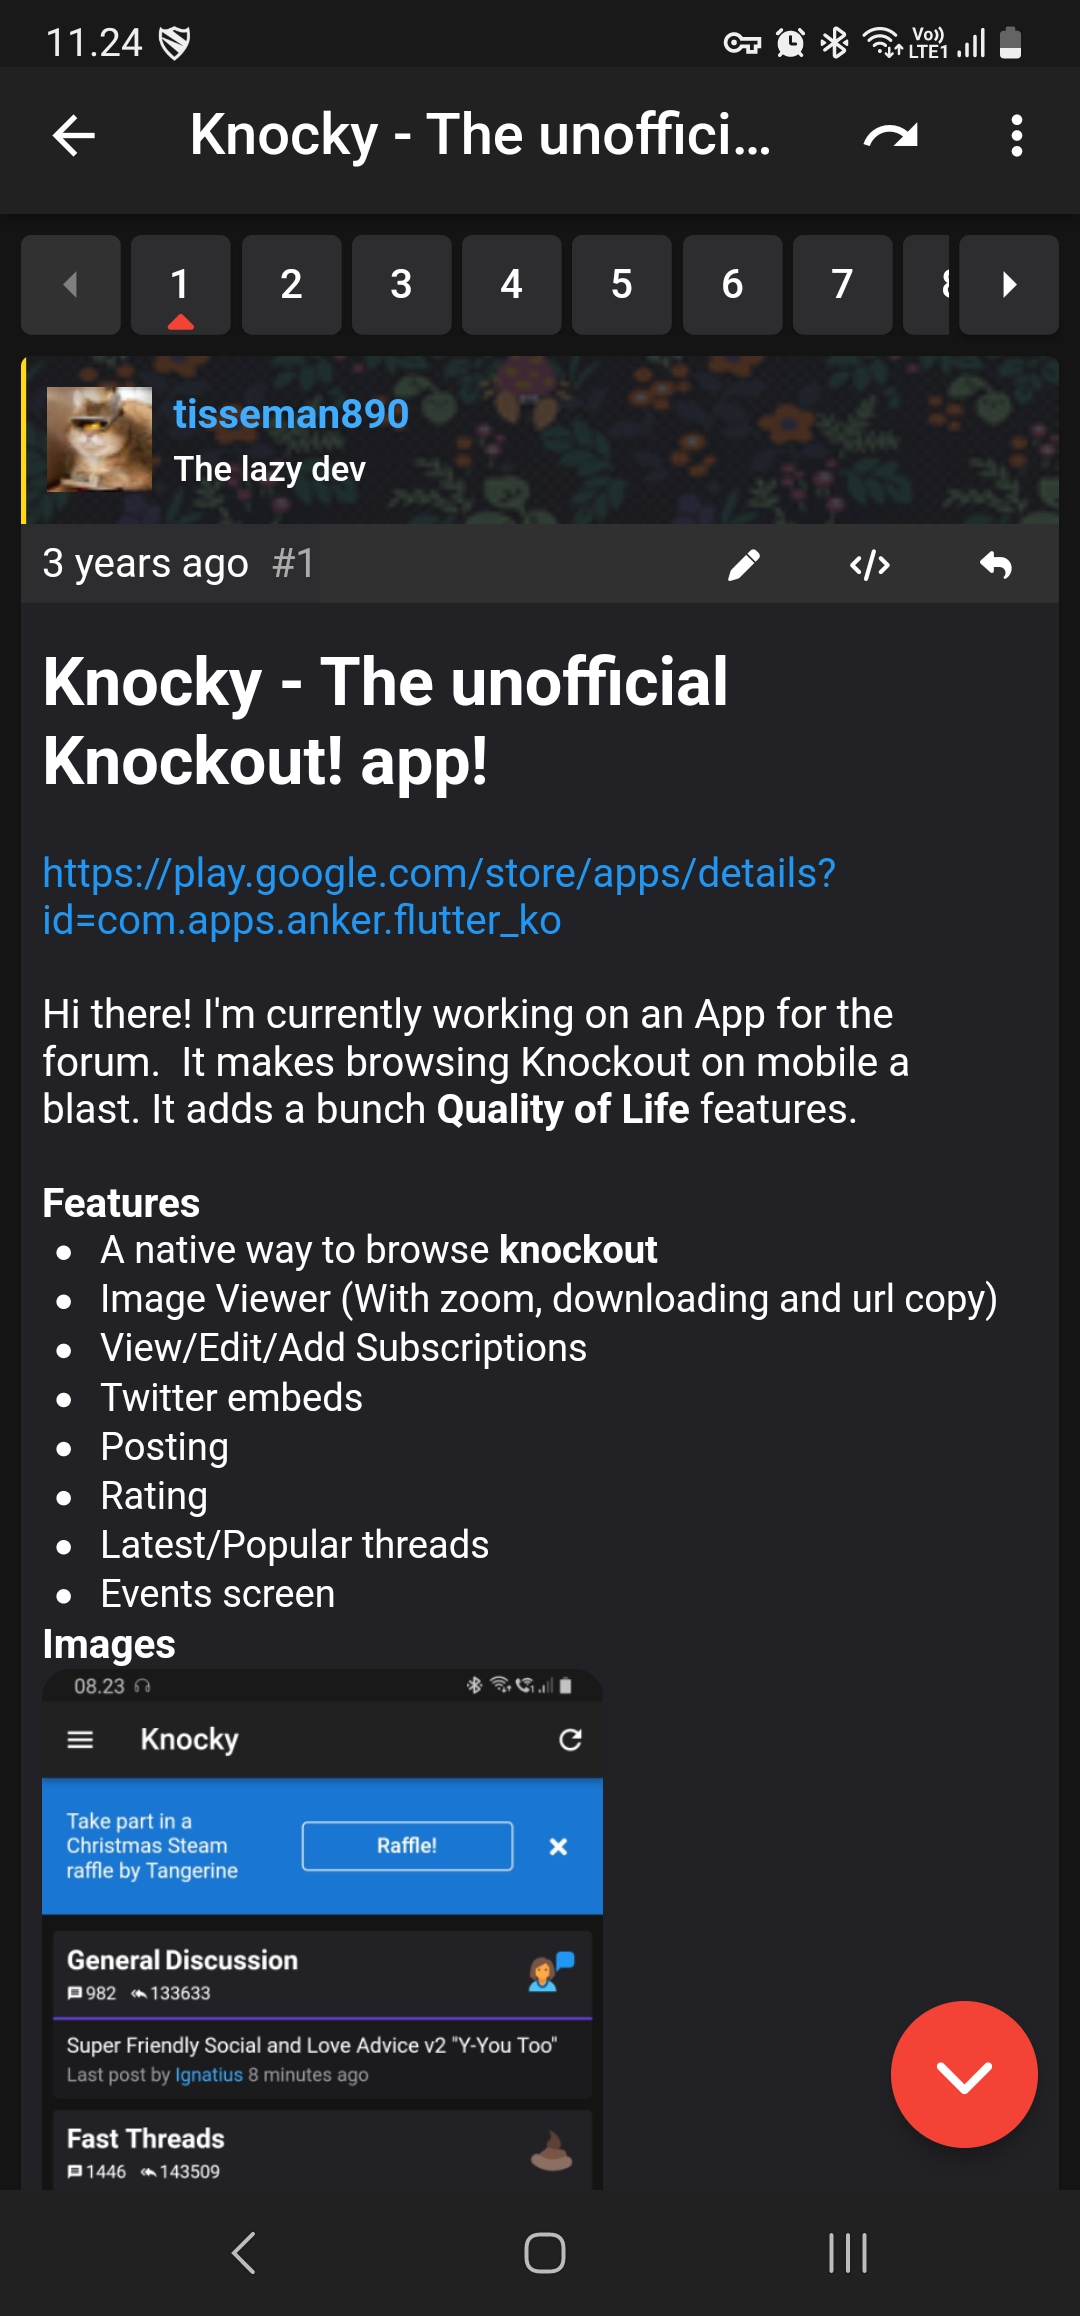 11.24
Vo))
LTE1
Knocky - The unoffici...
1 2 3 4 5 6 7
tisseman890
The lazy dev
3 years ago #1
Knocky - The unofficial
Knockout! app!
https://play.google.com/store/apps/details?
id=com.apps.anker.flutter_ko
Hi there! I'm currently working on an App for the
forum.  It makes browsing Knockout on mobile a
blast. It adds a bunch Quality of Life features.
Features
● A native way to browse knockout
● Image Viewer (With zoom, downloading and url copy)
● View/Edit/Add Subscriptions
● Twitter embeds
● Posting
● Rating
● Latest/Popular threads
● Events screen
Images
08.23
Knocky
Take part in a
Christmas Steam
raffle by Tangerine
Raffle!
General Discussion
982 133633
Super Friendly Social and Love Advice v2 "Y-You Too"
Last post by Ignatius 8 minutes ago
Fast Threads
1446 143509